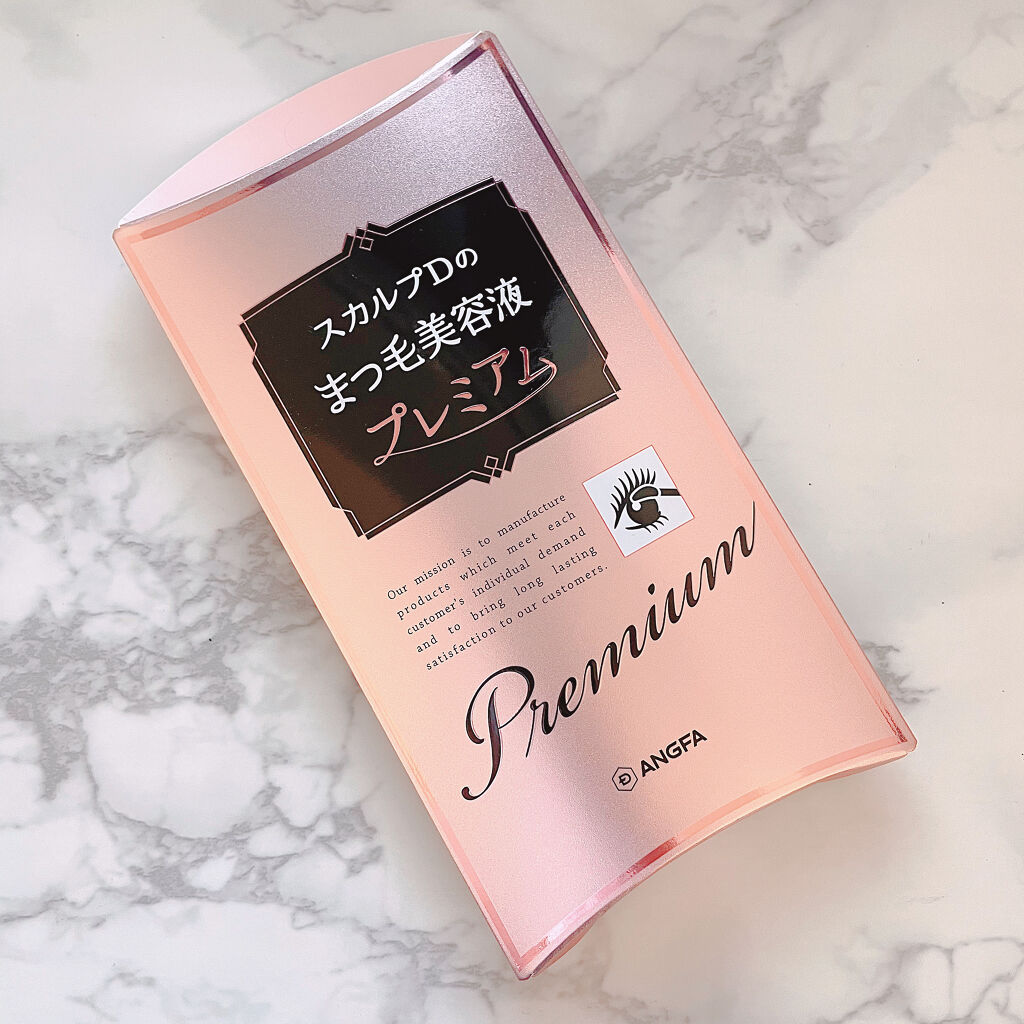 スカルプDの
まつ毛美容液
プレミアム
Our mission is to manufacture
products which meet each
customer's individual demand
and to bring long lasting
satisfaction to our customers.
Premium
ANGFA